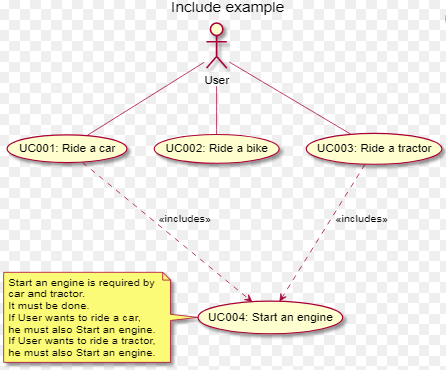 Include example
User
UC001: Ride a car
UC002: Ride a bike
UC003: Ride a tractor
«includes»
«includes»
Start an engine is required by
car and tractor.
It must be done.
If User wants to ride a car,
he must also Start an engine.
If User wants to ride a tractor,
he must also Start an engine.
UC004: Start an engine